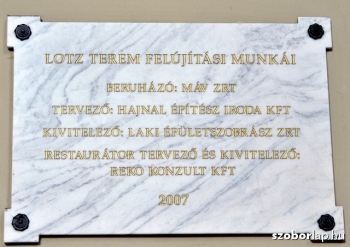 LOTZ TEREM FELÚJÍTÁSI MUNKÁI
BERUHÁZÓ: MÁV ZRT
TERVEZŐ: HAJNAL ÉPÍTÉSZ IRODA KFT
KIVITELEZŐ: LAKI ÉPÜLETSZOBRÁSZ ZRT
RESTAURÁTOR TERVEZŐ ÉS KIVITELEZŐ:
REKO KONZULT KFT
2007
szoborlap.hu